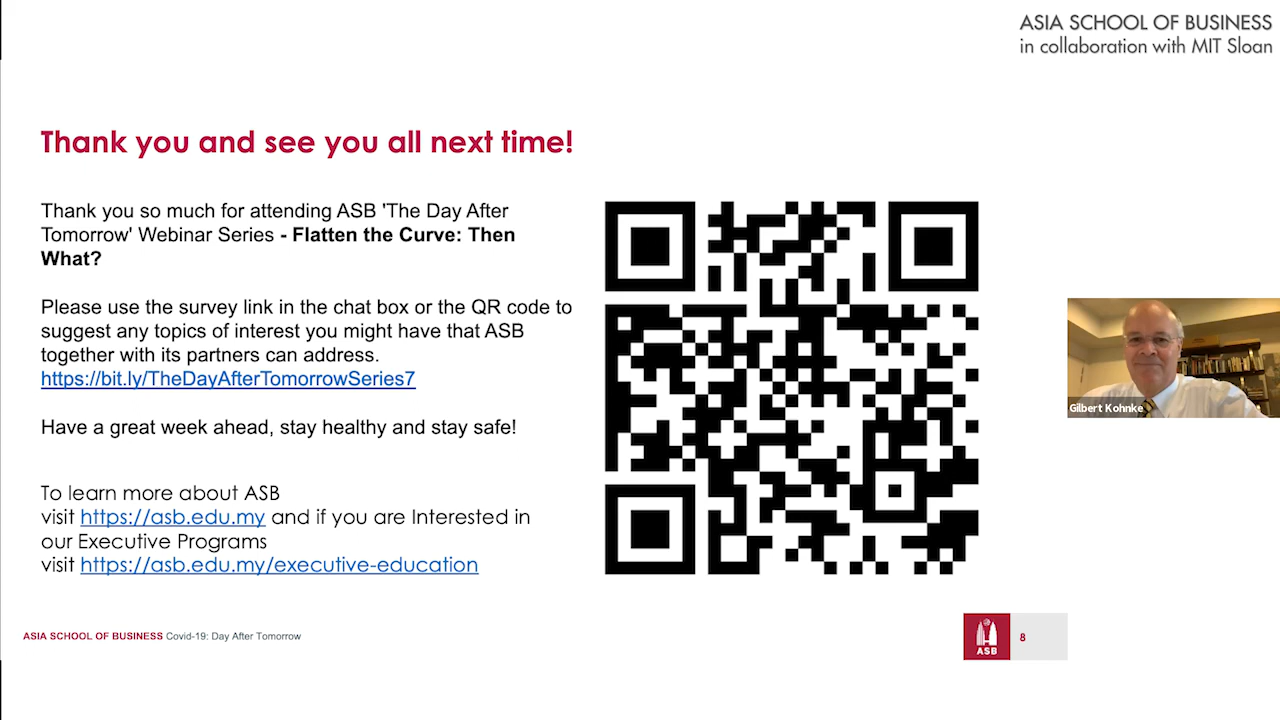 ASIA SCHOOL OF BUSINESS
in collaboration with MIT Sloan
Thank you and see you all next time!
Thank you so much for attending ASB 'The Day After
Tomorrow' Webinar Series - Flatten the Curve: Then
What?
Please use the survey link in the chat box or the QR code to
suggest any topics of interest you might have that ASB
together with its partners can address.
https://bit.ly/TheDayAfterTomorrowSeries7
Have a great week ahead, stay healthy and stay safe!
To learn more about ASB
visit https://asb.edu.my and if you are Interested in
our Executive Programs
visit https://asb.edu.my/executive-education
Gilbert Kohnke
ASIA SCHOOL OF BUSINESS Covid-19: Day After Tomorrow
ASB
8